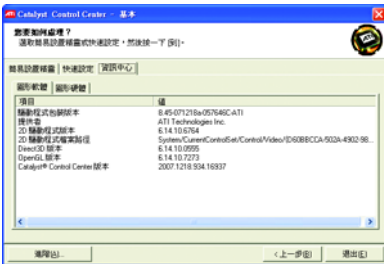 Catalyst Control Center - 基本
您要如何處理？
選取簡易設置精靈或快速設定，然後按一下 [到]。
簡易設置精靈 快速設定 資訊中心
圖形軟體 圖形硬體
項目 值
驅動程式包裝版本 8.45-071218a-057646C-ATI
提供者 ATI Technologies Inc.
2D 驅動程式版本 6.14.10.6764
2D 驅動程式檔案路徑 System/CurrentControlSet/Control/Video/{D60BBCCA-502A-4902-98...
Direct3D 版本 6.14.10.0555
OpenGL 版本 6.14.10.7273
Catalyst® Control Center 版本 2007.1218.934.16937
進階(A)... <上一步(B) 退出(E)